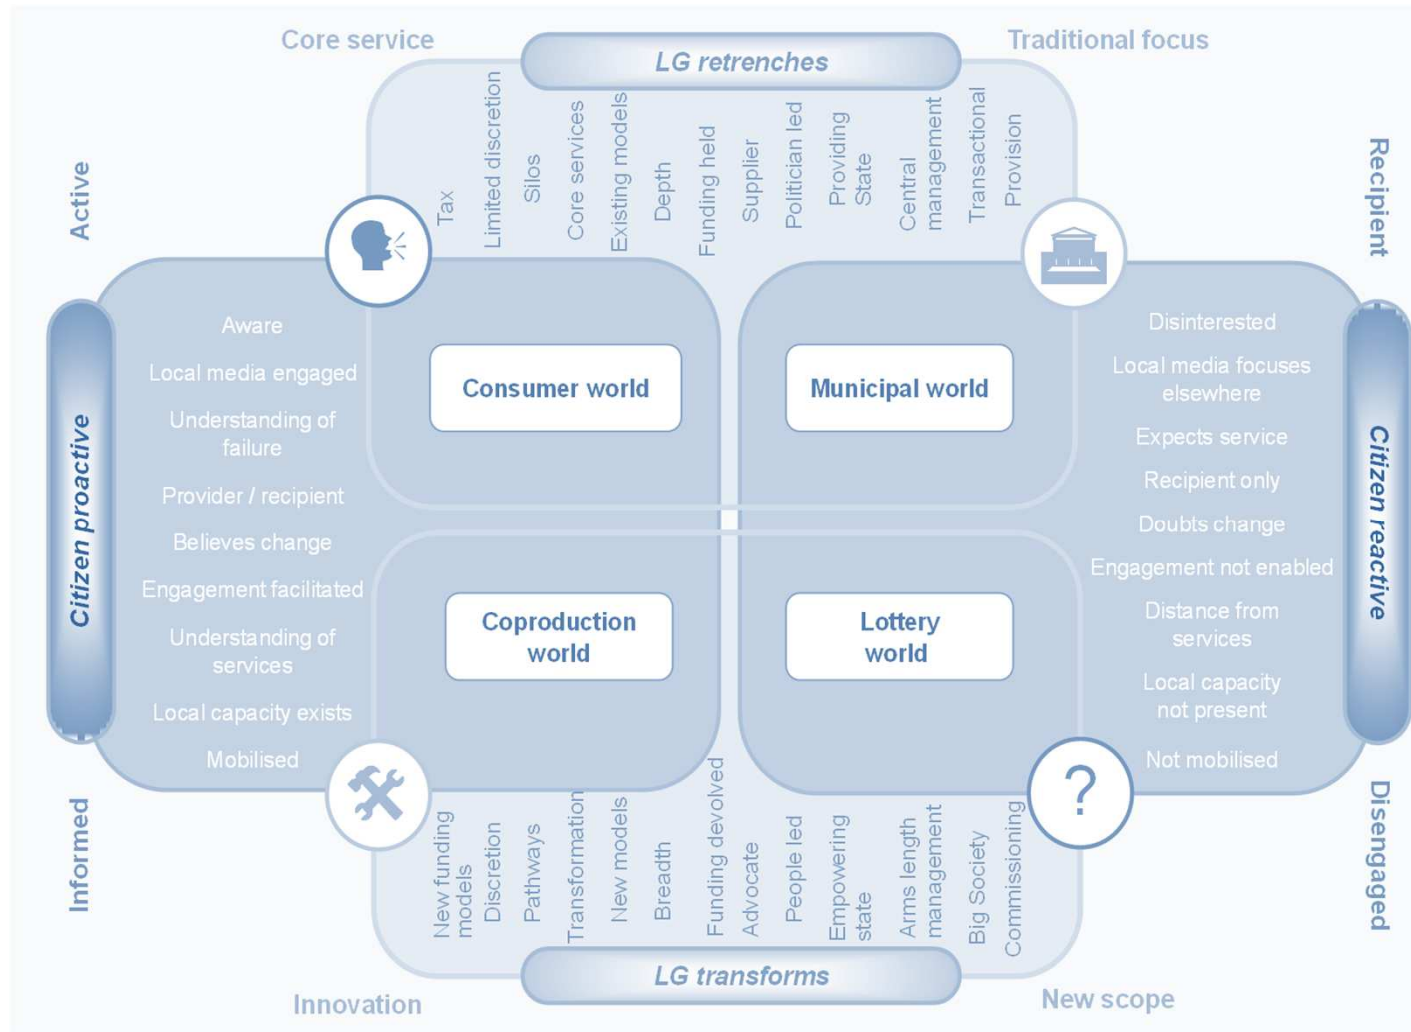 Core service
LG retrenches
Traditional focus
Active
Recipient
Tax
Limited discretion
Silos
Core services
Existing models
Depth
Funding held
Supplier
Politician led
Providing
State
Central
management
Transactional
Provision
Citizen proactive
Aware
Local media engaged
Understanding of
failure
Provider / recipient
Believes change
Engagement facilitated
Understanding of
services
Local capacity exists
Mobilised
Consumer world
Municipal world
Coproduction
world
Lottery
world
Disinterested
Local media focuses
elsewhere
Expects service
Recipient only
Doubts change
Engagement not enabled
Distance from
services
Local capacity
not present
Not mobilised
Citizen reactive
?
Informed
Disengaged
New funding
models
Discretion
Pathways
Transformation
New models
Breadth
Funding devolved
Advocate
People led
Empowering
state
Arms length
management
Big Society
Commissioning
Innovation
LG transforms
New scope